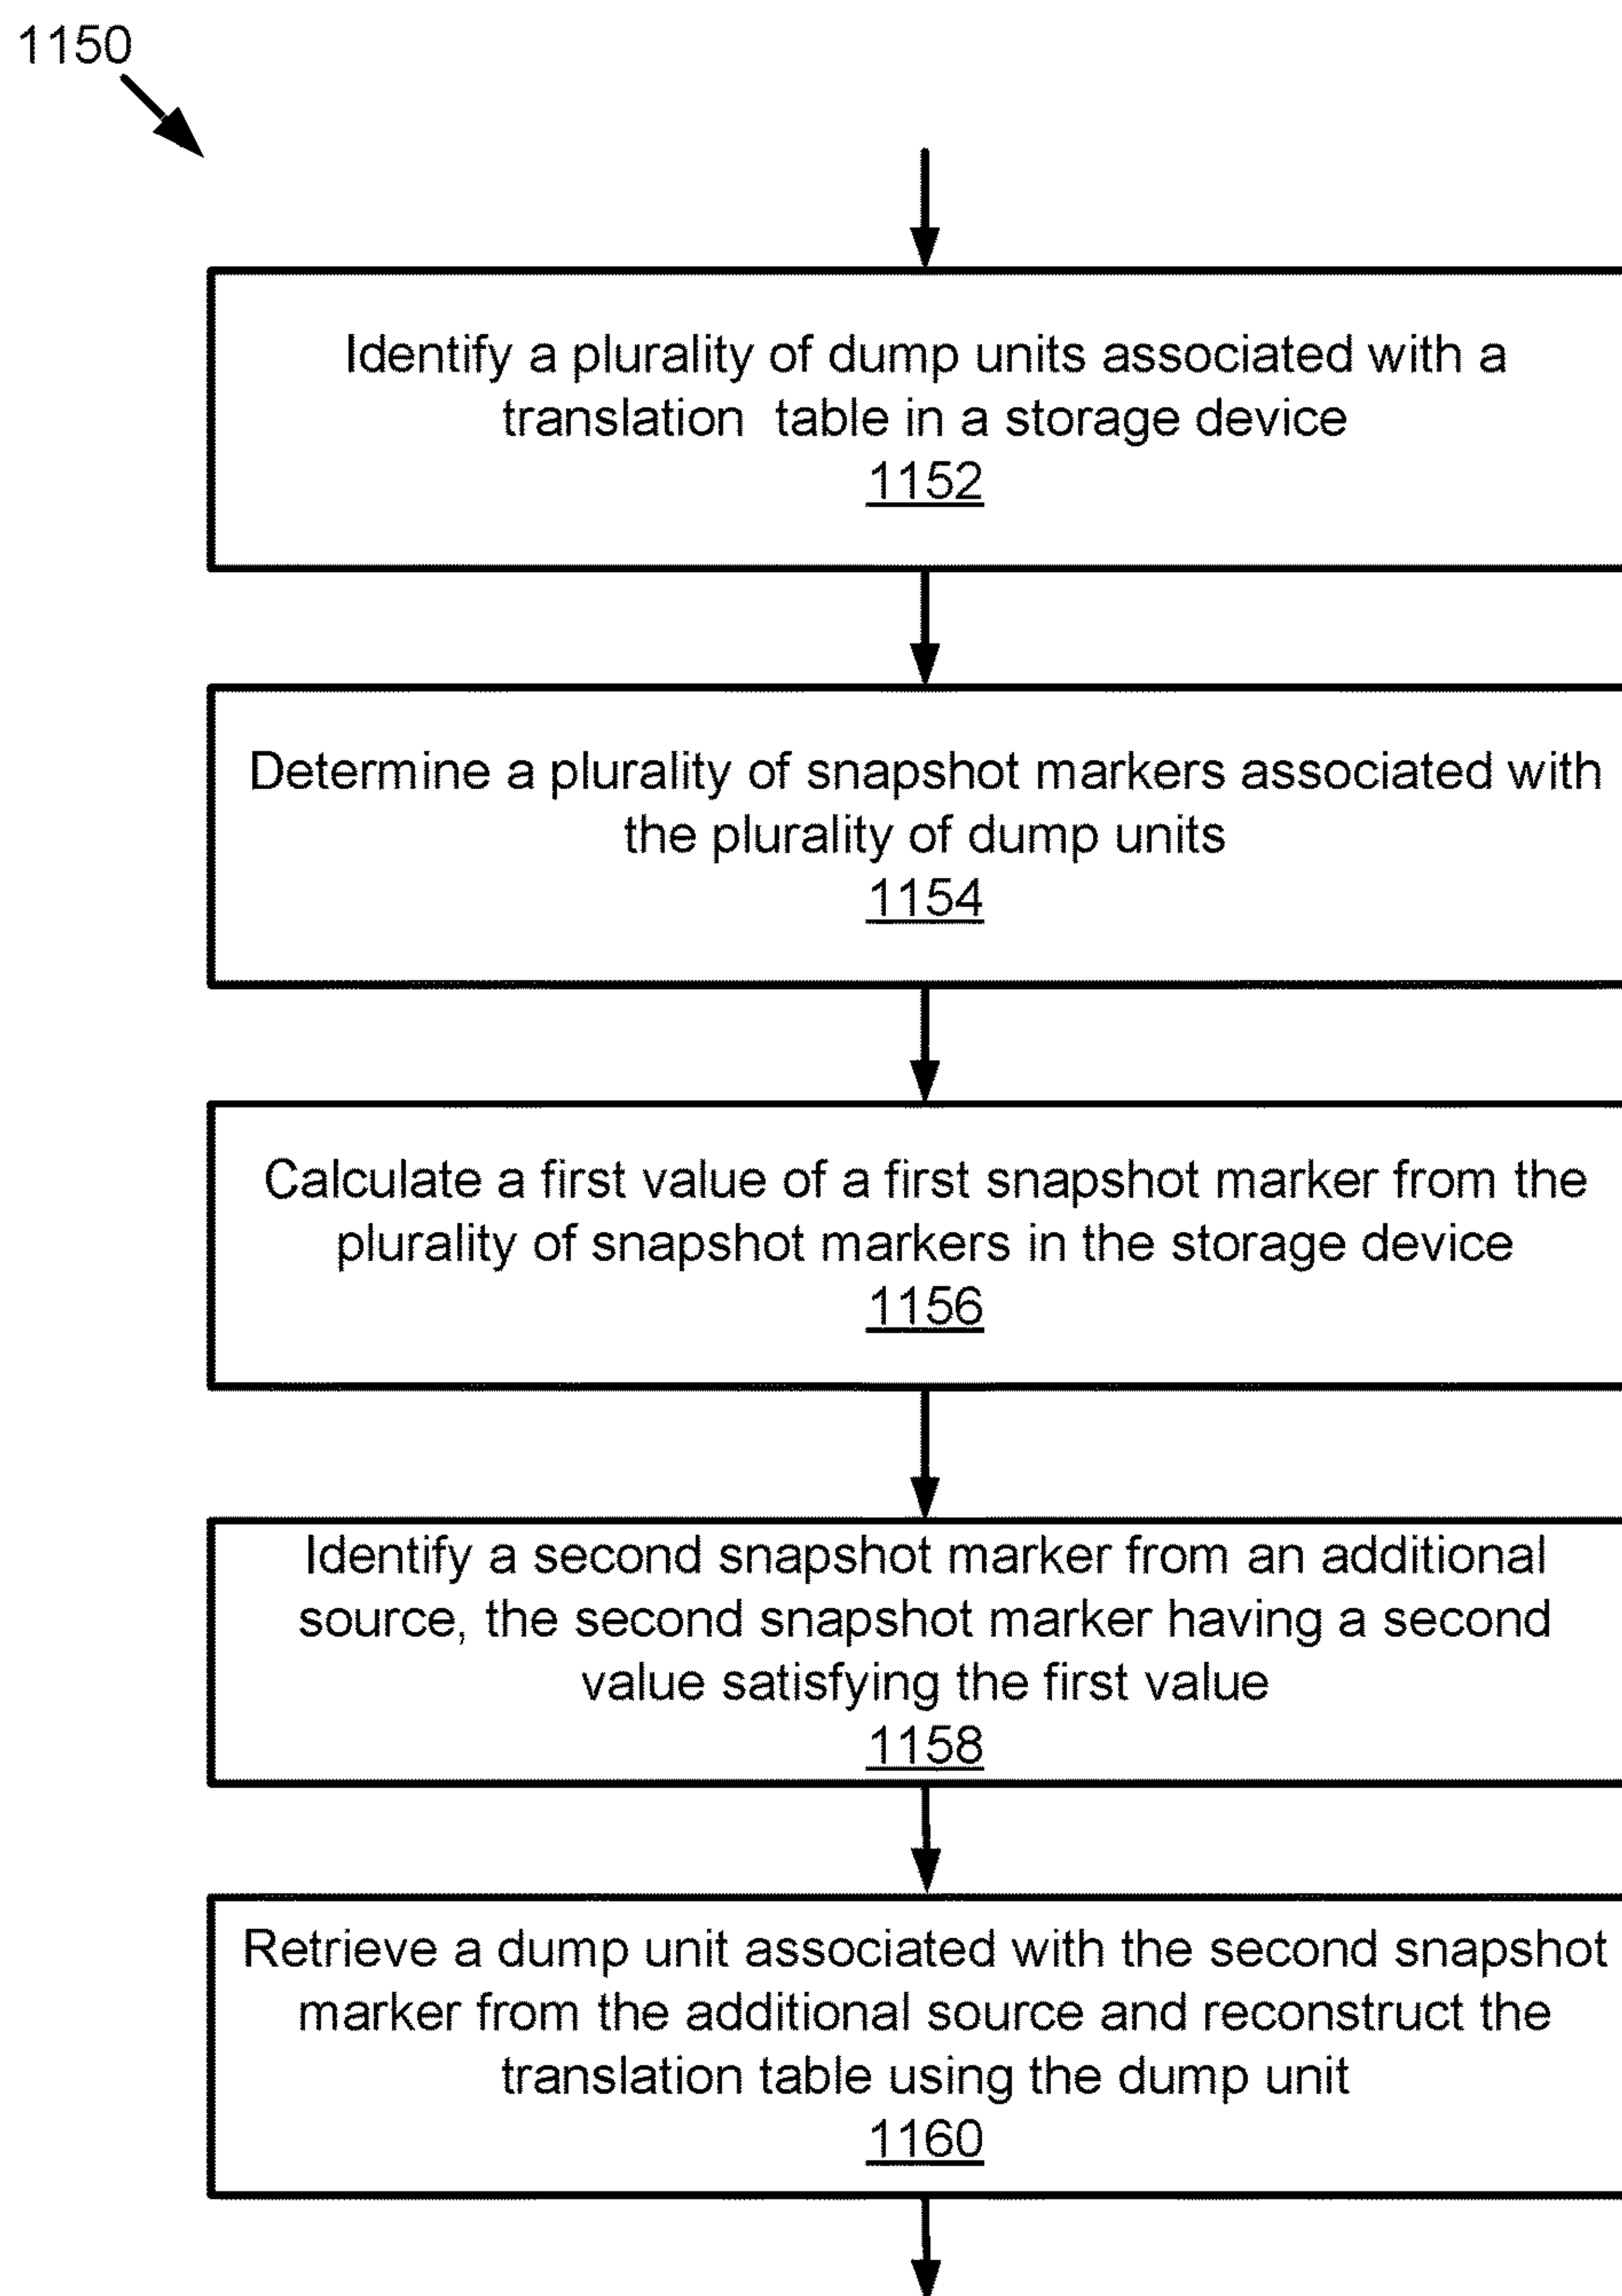 1150
Identify a plurality of dump units associated with a
translation table in a storage device
1152
Determine a plurality of snapshot markers associated with
the plurality of dump units
1154
Calculate a first value of a first snapshot marker from the
plurality of snapshot markers in the storage device
1156
Identify a second snapshot marker from an additional
source, the second snapshot marker having a second
value satisfying the first value
1158
Retrieve a dump unit associated with the second snapshot
marker from the additional source and reconstruct the
translation table using the dump unit
1160